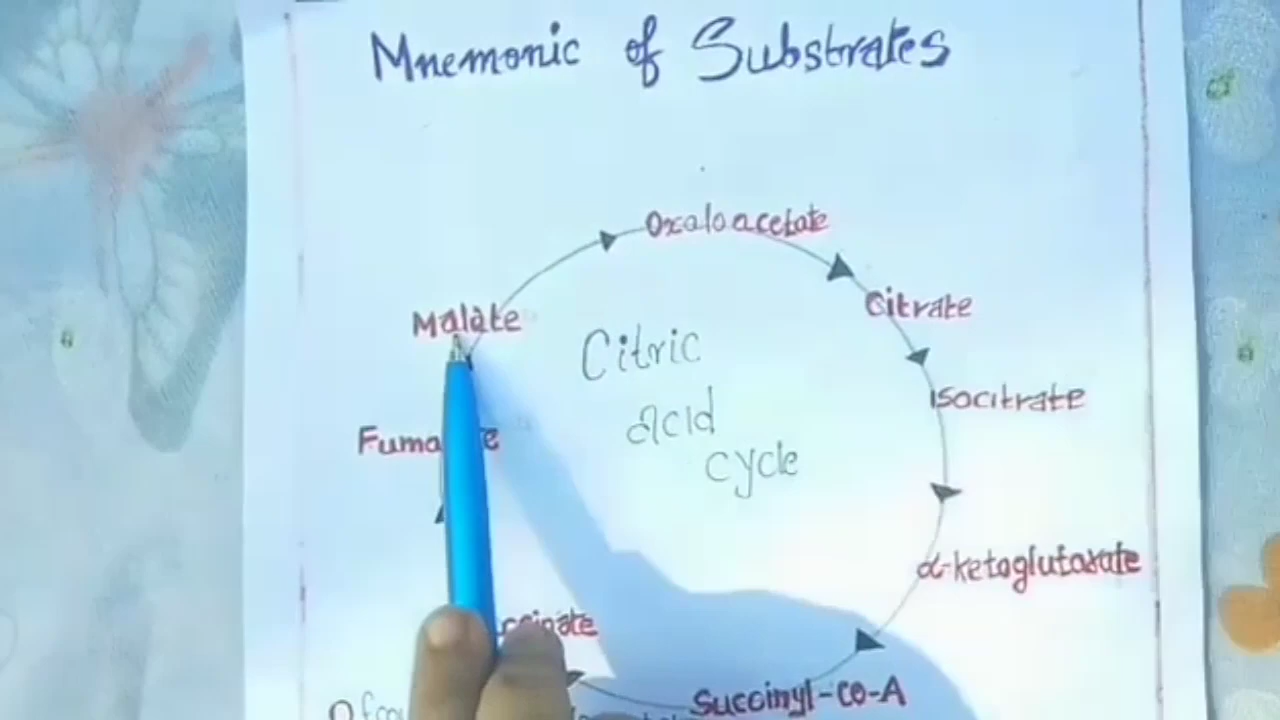 Mnemonic of Substrates
Oxaloacetate
Malate
Citrate
Citric
acid
cycle
Isocitrate
α-ketoglutarate
Succinyl-Co-A